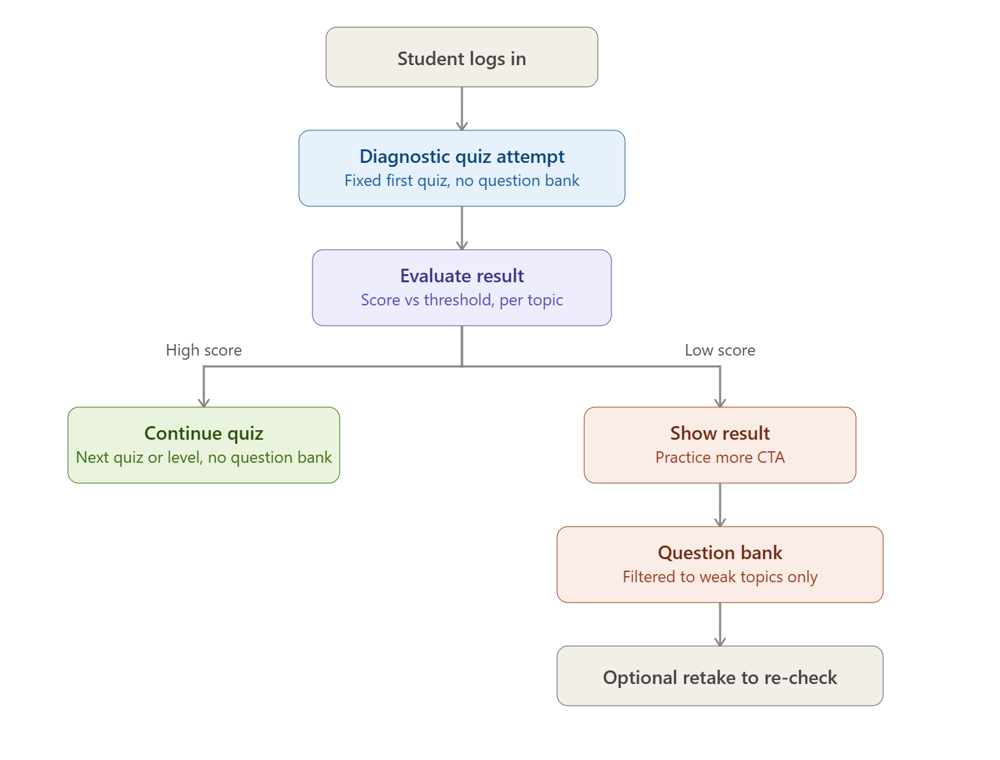 Student logs in
Diagnostic quiz attempt
Fixed first quiz, no question bank
Evaluate result
Score vs threshold, per topic
High score
Low score
Continue quiz
Next quiz or level, no question bank
Show result
Practice more CTA
Question bank
Filtered to weak topics only
Optional retake to re-check